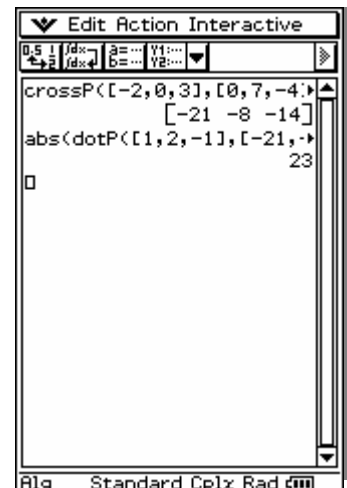 Edit Action Interactive
crossP([-2,0,3],[0,7,-4]
[-21 -8 -14]
abs(dotP([1,2,-1],[-21,-
23
Alg Standard Cplx Rad